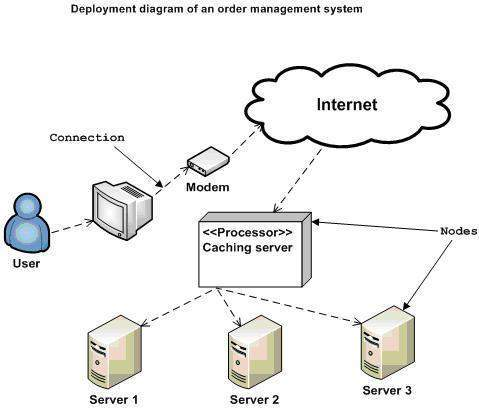 Deployment diagram of an order management system
Internet
Connection
Modem
User
<<Processor>>
Caching server
Nodes
Server 1
Server 2
Server 3